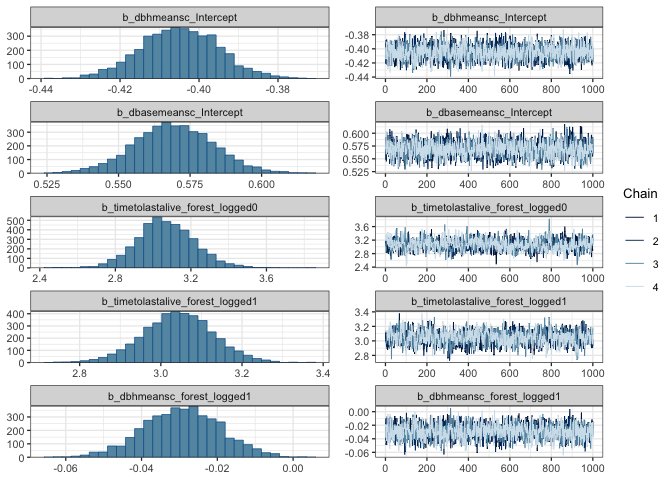 b_dbhmeansc_Intercept
300
200
100
0
-0.44 -0.42 -0.40 -0.38
b_dbhmeansc_Intercept
-0.38
-0.40
-0.42
-0.44
0 200 400 600 800 1000
b_dbasemeansc_Intercept
300
200
100
0
0.525 0.550 0.575 0.600
b_dbasemeansc_Intercept
0.600
0.575
0.550
0.525
0 200 400 600 800 1000
b_timetolastalive_forest_logged0
500
400
300
200
100
0
2.4 2.8 3.2 3.6
b_timetolastalive_forest_logged0
3.6
3.2
2.8
2.4
0 200 400 600 800 1000
b_timetolastalive_forest_logged1
400
300
200
100
0
2.8 3.0 3.2 3.4
b_timetolastalive_forest_logged1
3.4
3.2
3.0
2.8
0 200 400 600 800 1000
b_dbhmeansc_forest_logged1
300
200
100
0
-0.06 -0.04 -0.02 0.00
b_dbhmeansc_forest_logged1
0.00
-0.02
-0.04
-0.06
0 200 400 600 800 1000
Chain
1
2
3
4